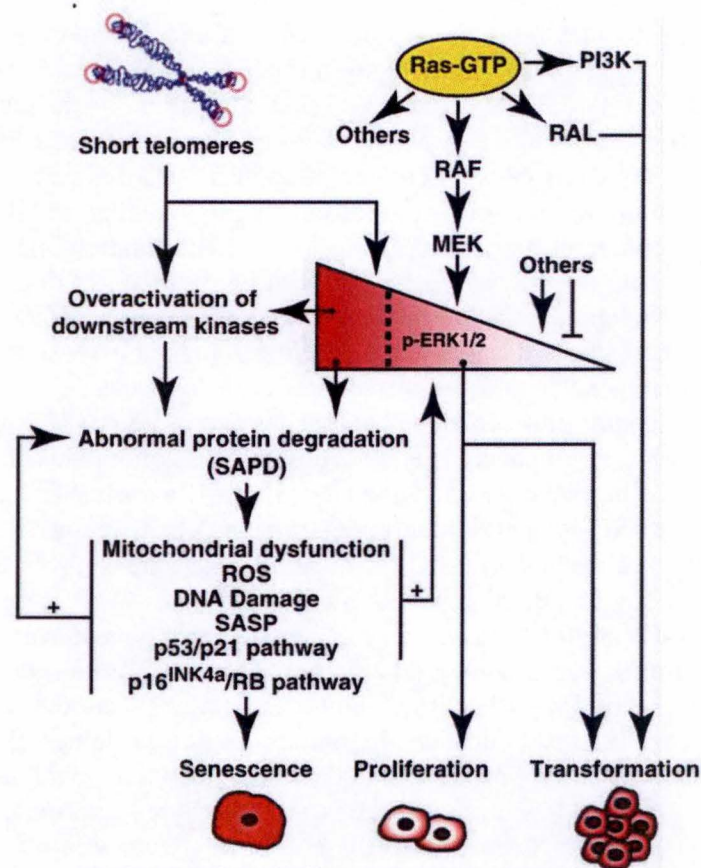 Ras-GTP
PI3K
Others
RAL
Short telomeres
RAF
MEK
Others
Overactivation of
downstream kinases
p-ERK1/2
Abnormal protein degradation
(SAPD)
Mitochondrial dysfunction
ROS
DNA Damage
SASP
p53/p21 pathway
p16INK4a/RB pathway
+
+
Senescence
Proliferation
Transformation